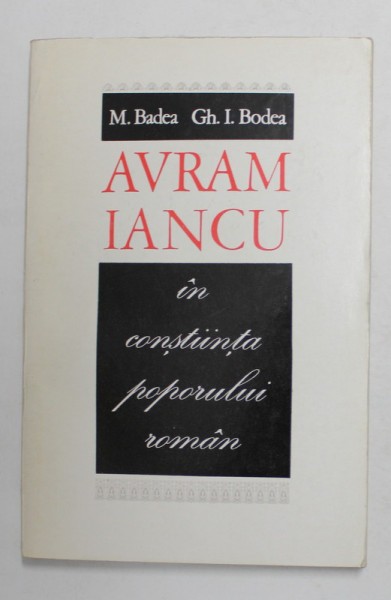 M. Badea Gh. I. Bodea
AVRAM
IANCU
în
conștiința
poporului
român